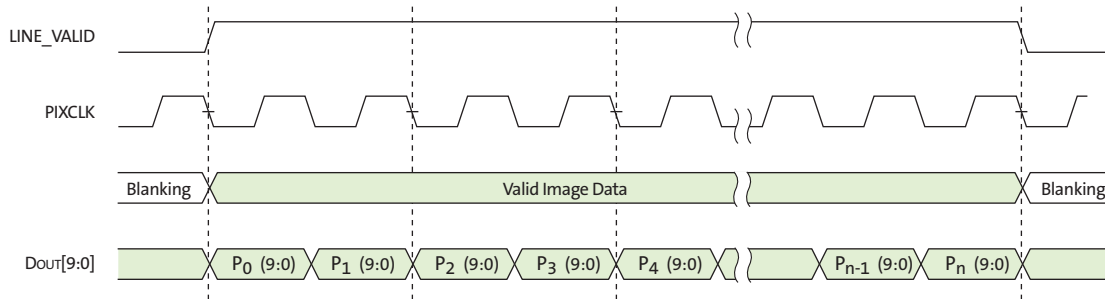 LINE_VALID
PIXCLK
Blanking Valid Image Data Blanking
DOUT[9:0] P0 (9:0) P1 (9:0) P2 (9:0) P3 (9:0) P4 (9:0) Pn-1 (9:0) Pn (9:0)